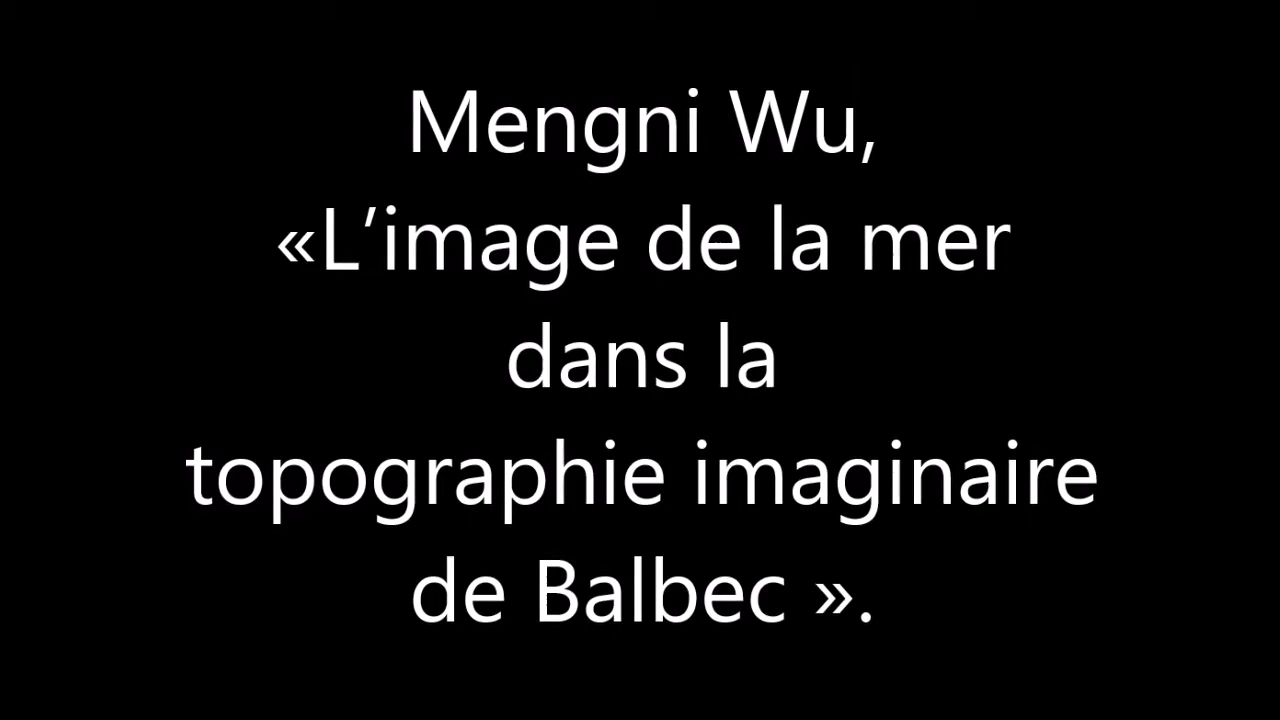 Mengni Wu,
«L’image de la mer
dans la
topographie imaginaire
de Balbec ».